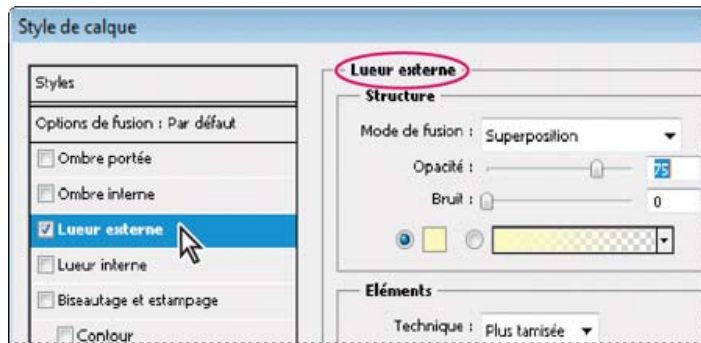 Style de calque
Styles
Options de fusion : Par défaut
Ombre portée
Ombre interne
Lueur externe
Lueur interne
Biseautage et estampage
Contour
Lueur externe
Structure
Mode de fusion : Superposition
Opacité : 75
Bruit : 0
Eléments
Technique : Plus tamisée